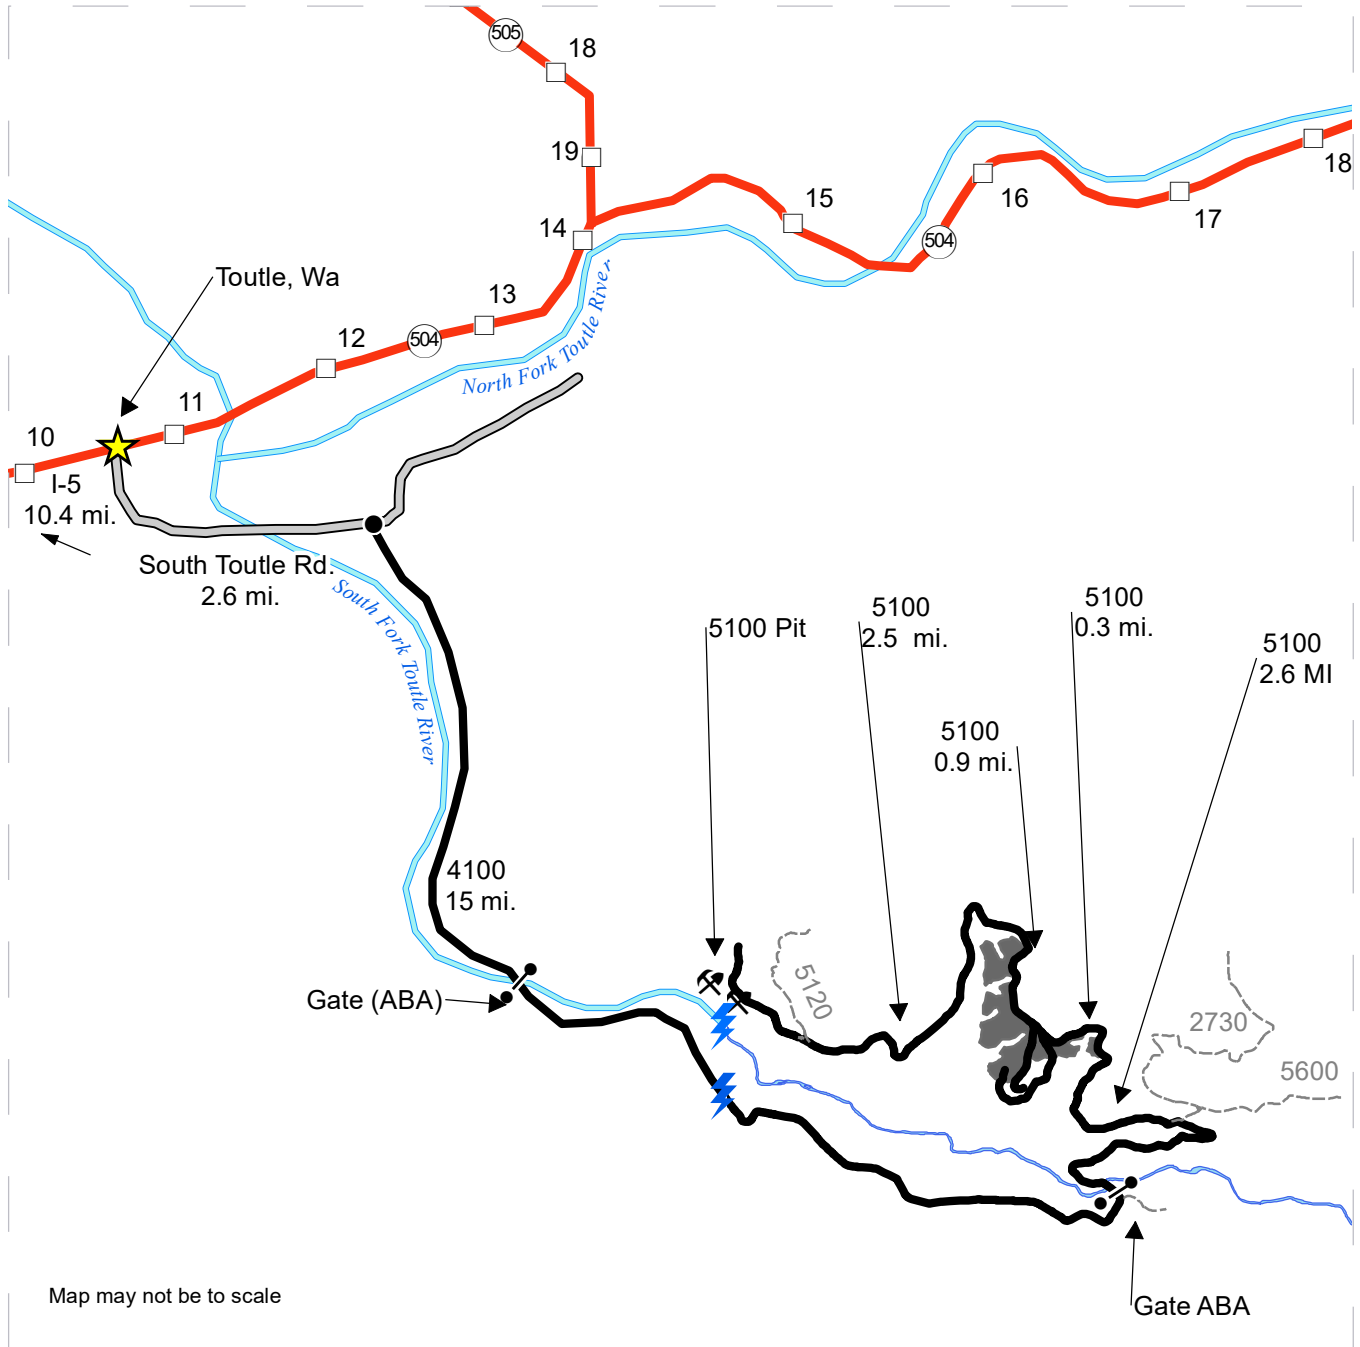 505
18
19
14
15
16
504
17
18
Toutle, Wa
13
12
504
North Fork Toutle River
11
10
I-5
10.4 mi.
South Toutle Rd.
2.6 mi.
South Fork Toutle River
5100 Pit
5100
2.5 mi.
5100
0.3 mi.
5100
2.6 MI
5100
0.9 mi.
4100
15 mi.
Gate (ABA)
5120
2730
5600
Gate ABA
Map may not be to scale